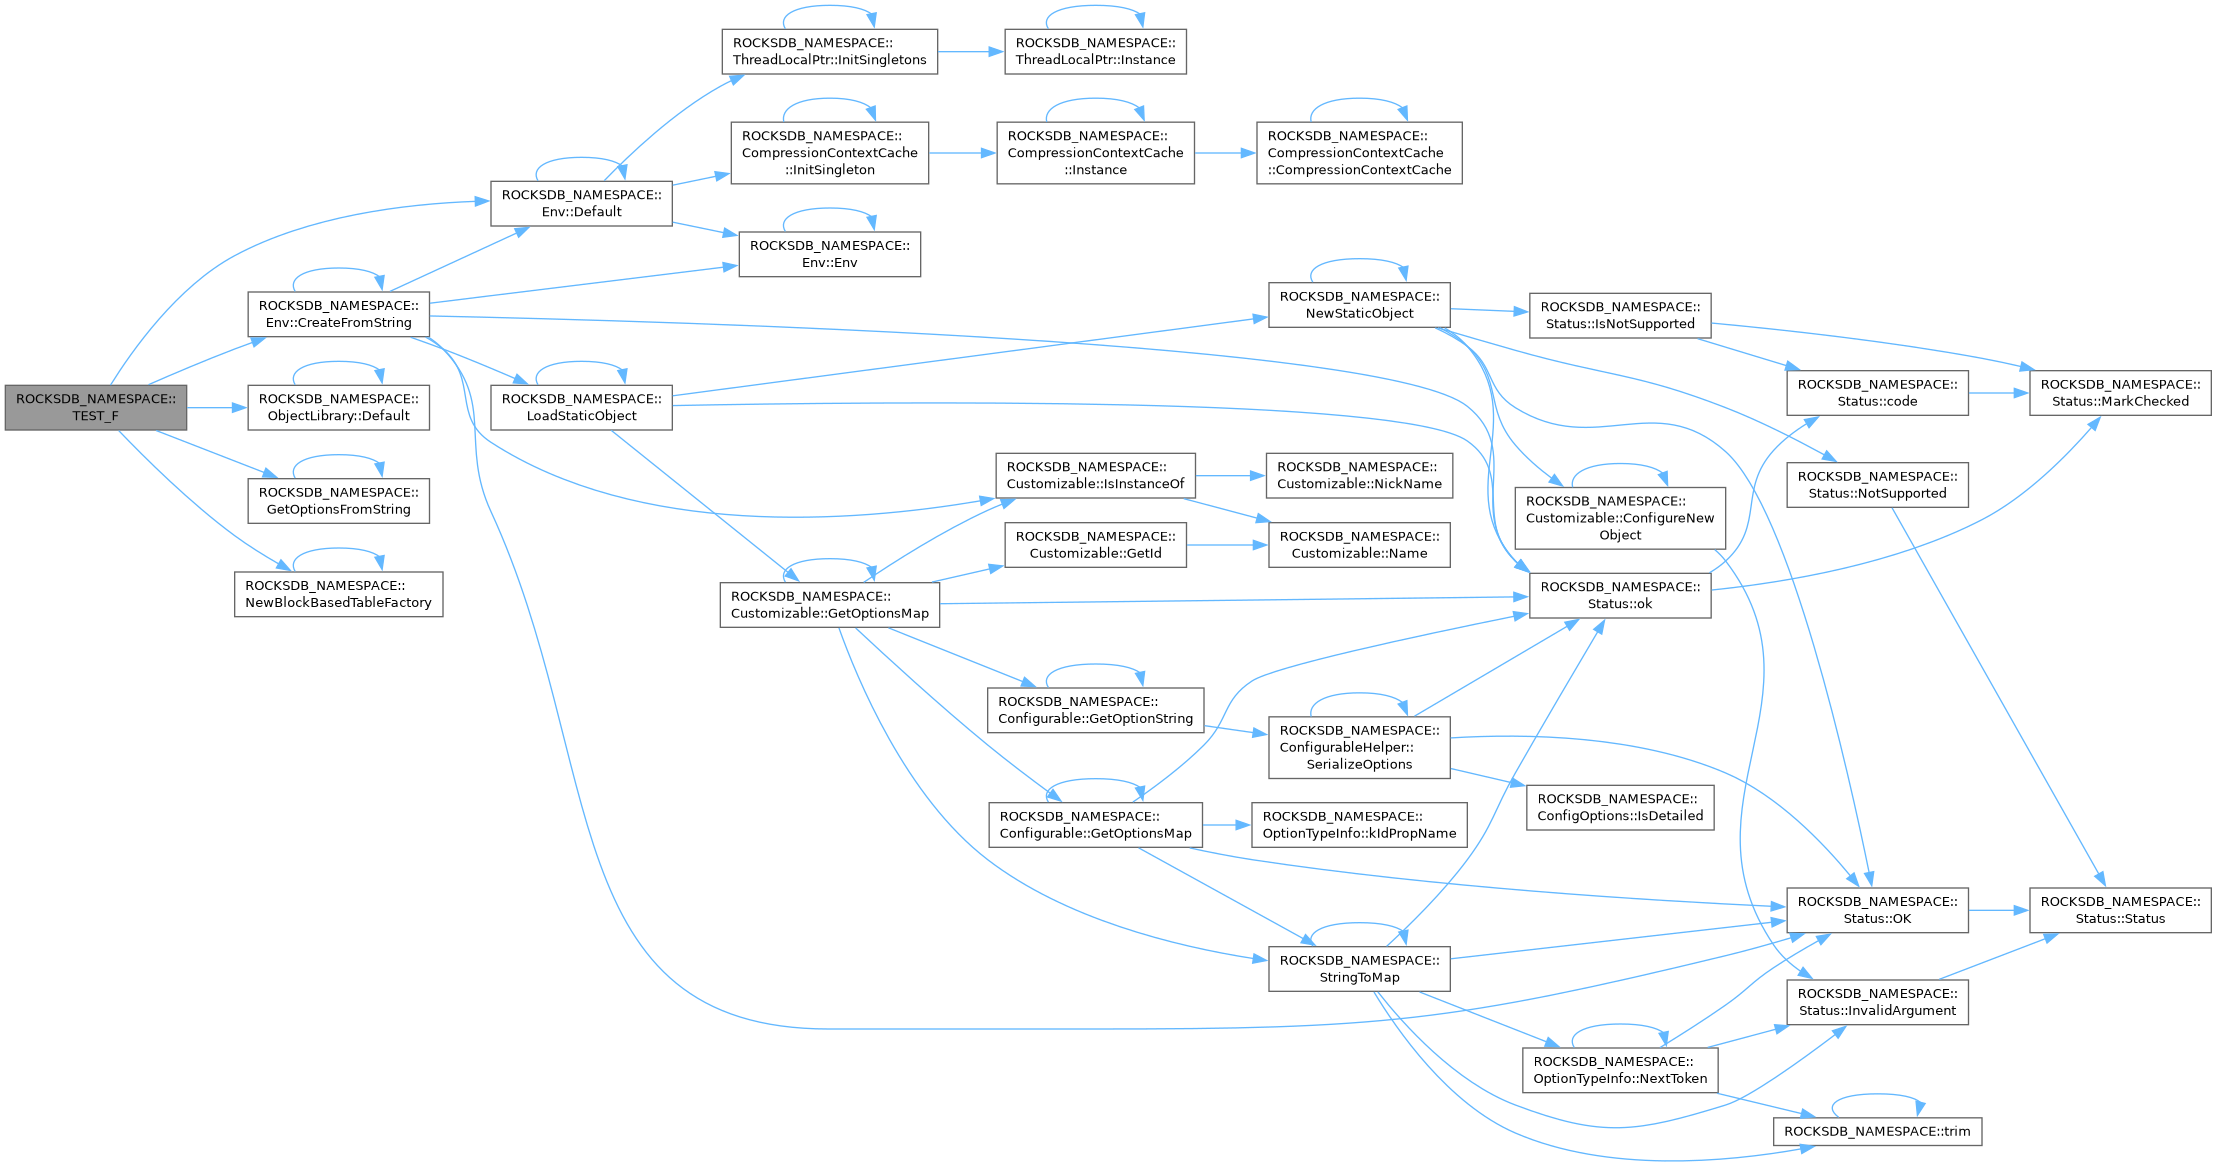 ROCKSDB_NAMESPACE::
TEST_F
ROCKSDB_NAMESPACE::
Env::CreateFromString
ROCKSDB_NAMESPACE::
ObjectLibrary::Default
ROCKSDB_NAMESPACE::
GetOptionsFromString
ROCKSDB_NAMESPACE::
NewBlockBasedTableFactory
ROCKSDB_NAMESPACE::
Env::Default
ROCKSDB_NAMESPACE::
LoadStaticObject
ROCKSDB_NAMESPACE::
ThreadLocalPtr::InitSingletons
ROCKSDB_NAMESPACE::
CompressionContextCache
::InitSingleton
ROCKSDB_NAMESPACE::
Env::Env
ROCKSDB_NAMESPACE::
Customizable::GetOptionsMap
ROCKSDB_NAMESPACE::
ThreadLocalPtr::Instance
ROCKSDB_NAMESPACE::
CompressionContextCache
::Instance
ROCKSDB_NAMESPACE::
Customizable::IsInstanceOf
ROCKSDB_NAMESPACE::
Customizable::GetId
ROCKSDB_NAMESPACE::
Configurable::GetOptionString
ROCKSDB_NAMESPACE::
Configurable::GetOptionsMap
ROCKSDB_NAMESPACE::
CompressionContextCache
::CompressionContextCache
ROCKSDB_NAMESPACE::
NewStaticObject
ROCKSDB_NAMESPACE::
Customizable::NickName
ROCKSDB_NAMESPACE::
Customizable::Name
ROCKSDB_NAMESPACE::
ConfigurableHelper::
SerializeOptions
ROCKSDB_NAMESPACE::
OptionTypeInfo::kIdPropName
ROCKSDB_NAMESPACE::
StringToMap
ROCKSDB_NAMESPACE::
Status::IsNotSupported
ROCKSDB_NAMESPACE::
Customizable::ConfigureNew
Object
ROCKSDB_NAMESPACE::
Status::ok
ROCKSDB_NAMESPACE::
ConfigOptions::IsDetailed
ROCKSDB_NAMESPACE::
OptionTypeInfo::NextToken
ROCKSDB_NAMESPACE::
Status::code
ROCKSDB_NAMESPACE::
Status::NotSupported
ROCKSDB_NAMESPACE::
Status::OK
ROCKSDB_NAMESPACE::
Status::InvalidArgument
ROCKSDB_NAMESPACE::trim
ROCKSDB_NAMESPACE::
Status::MarkChecked
ROCKSDB_NAMESPACE::
Status::Status